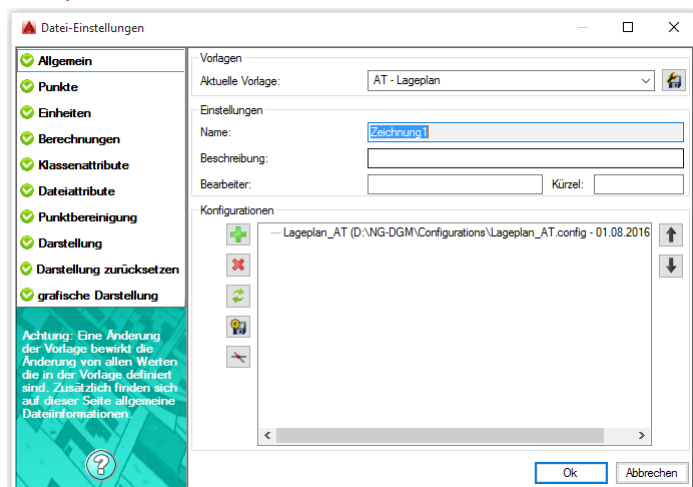 Datei-Einstellungen
Allgemein
Punkte
Einheiten
Berechnungen
Klassenattribute
Dateiattribute
Punktbereinigung
Darstellung
Darstellung zurücksetzen
grafische Darstellung
Achtung: Eine Änderung
der Vorlage bewirkt die
Änderung von allen Werten
die in der Vorlage definiert
sind. Zusätzlich finden sich
auf dieser Seite allgemeine
Dateiinformationen.
?
Vorlagen
Aktuelle Vorlage: AT - Lageplan
Einstellungen
Name: Zeichnung1
Beschreibung:
Bearbeiter: Kürzel:
Konfigurationen
Lageplan_AT (D:\NG-DGM\Configurations\Lageplan_AT.config - 01.08.2016
Ok Abbrechen